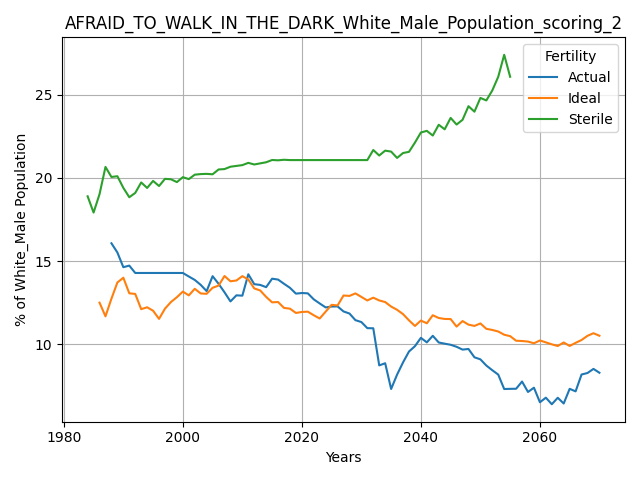 AFRAID_TO_WALK_IN_THE_DARK_White_Male_Population_scoring_2
Fertility
Actual
Ideal
Sterile
% of White_Male Population
25
20
15
10
1980
2000
2020
2040
2060
Years